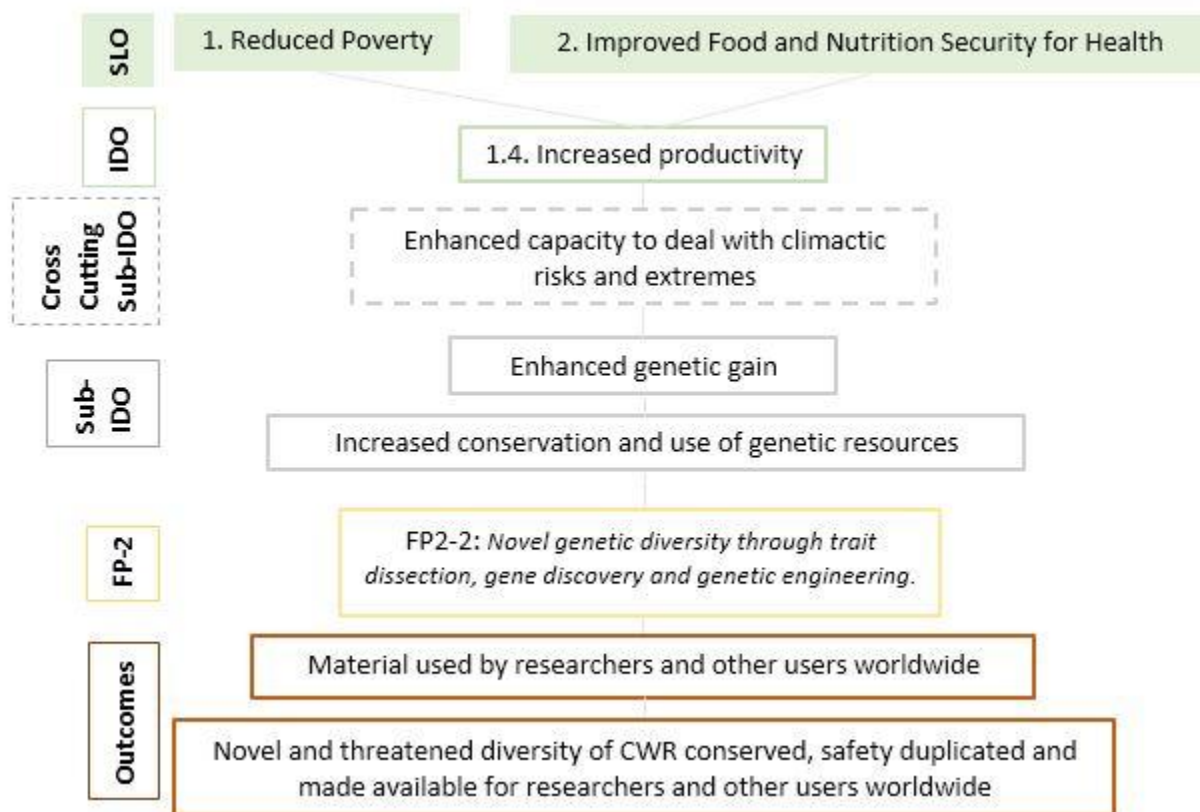 SLO
1. Reduced Poverty
2. Improved Food and Nutrition Security for Health
IDO
1.4. Increased productivity
Cross
Cutting
Sub-IDO
Enhanced capacity to deal with climactic
risks and extremes
Sub-
IDO
Enhanced genetic gain
Increased conservation and use of genetic resources
FP-2
FP2-2: Novel genetic diversity through trait
dissection, gene discovery and genetic engineering.
Outcomes
Material used by researchers and other users worldwide
Novel and threatened diversity of CWR conserved, safety duplicated and
made available for researchers and other users worldwide